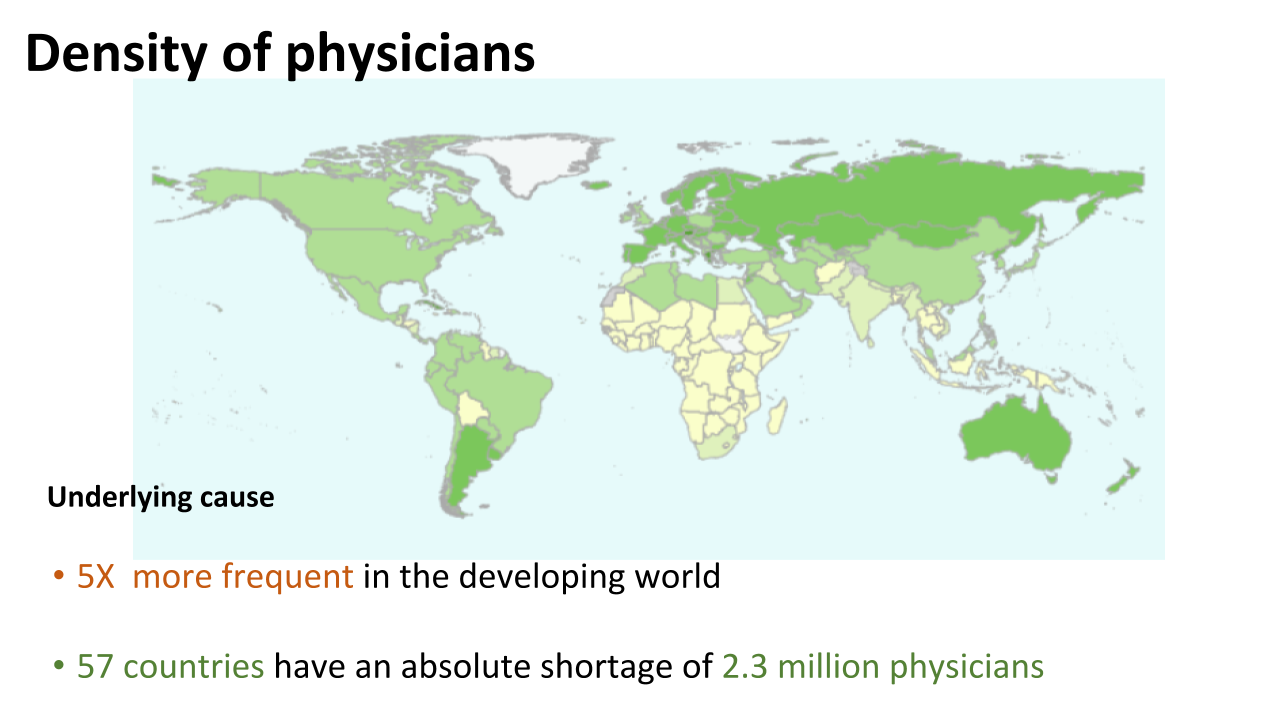 Density of physicians
Underlying cause
• 5X  more frequent in the developing world
• 57 countries have an absolute shortage of 2.3 million physicians